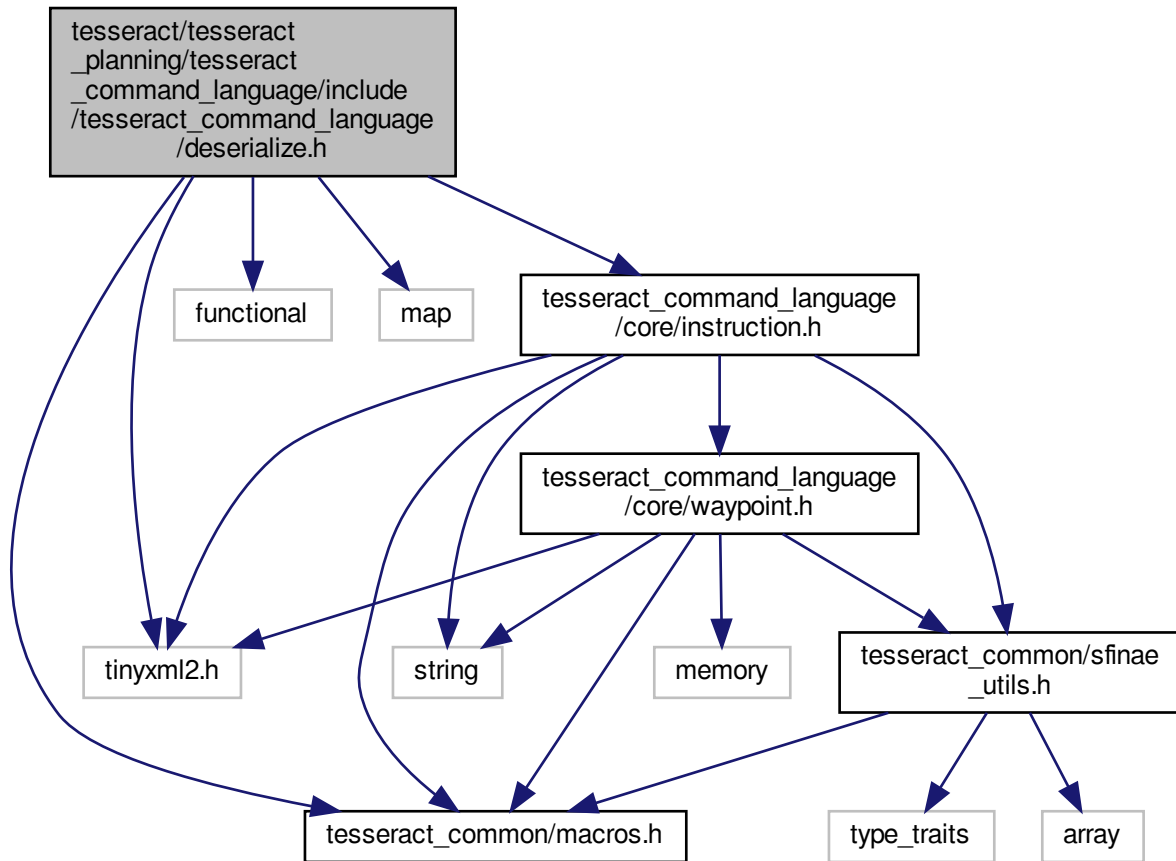 tesseract/tesseract
_planning/tesseract
_command_language/include
/tesseract_command_language
/deserialize.h
functional
map
tesseract_command_language
/core/instruction.h
tesseract_command_language
/core/waypoint.h
tinyxml2.h
string
memory
tesseract_common/sfinae
_utils.h
tesseract_common/macros.h
type_traits
array